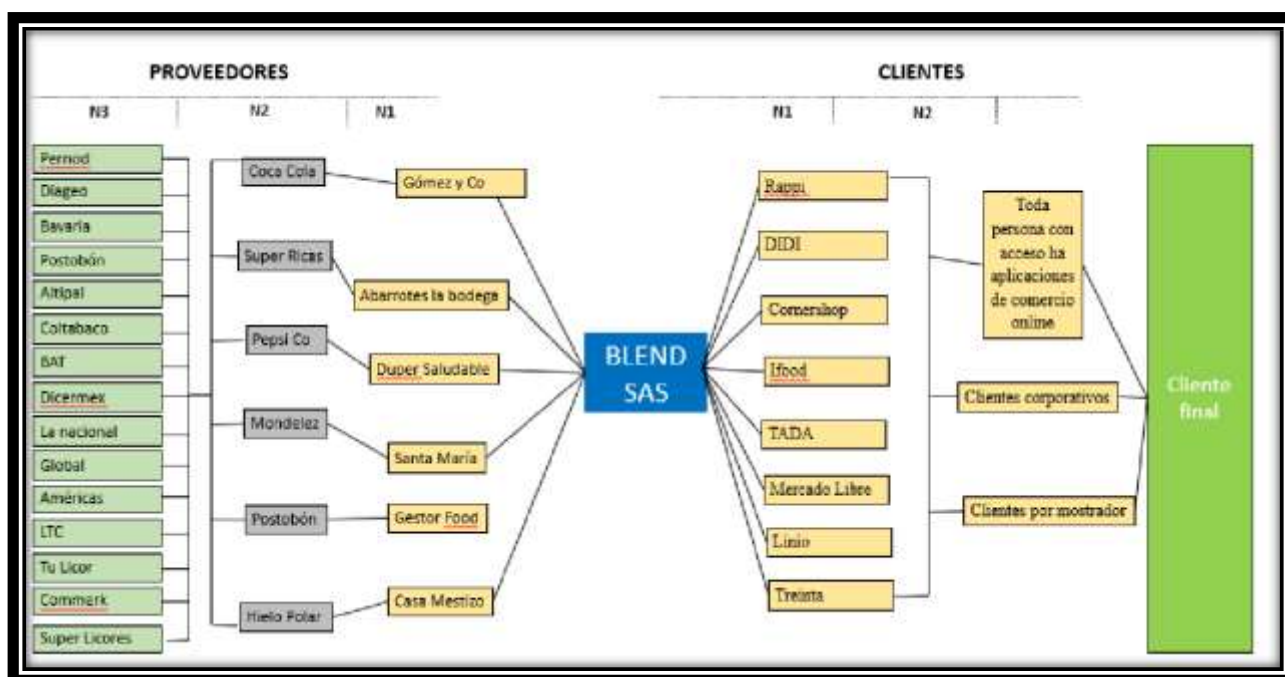 PROVEEDORES
CLIENTES
N3
N2
N1
N1
N2
Pernod
Diageo
Bavaria
Postobón
Altipal
Coltabaco
BAT
Dicermex
La nacional
Global
Américas
LTC
Tu Licor
Commerk
Super Licores
Coca Cola
Super Ricas
Pepsi Co
Mondelez
Postobón
Hielo Polar
Gómez y Co
Abarrotes la bodega
Duper Saludable
Santa María
Gestor Food
Casa Mestizo
BLEND
SAS
Rappi
DIDI
Cornershop
Ifood
TADA
Mercado Libre
Linio
Treinta
Toda
persona con
acceso ha
aplicaciones
de comercio
online
Clientes corporativos
Clientes por mostrador
Cliente
final